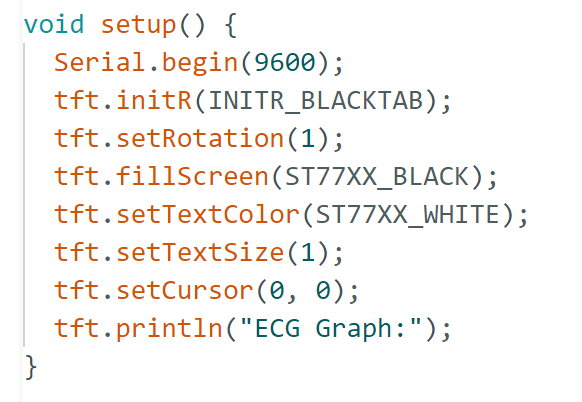 void setup() {
  Serial.begin(9600);
  tft.initR(INITR_BLACKTAB);
  tft.setRotation(1);
  tft.fillScreen(ST77XX_BLACK);
  tft.setTextColor(ST77XX_WHITE);
  tft.setTextSize(1);
  tft.setCursor(0, 0);
  tft.println("ECG Graph:");
}